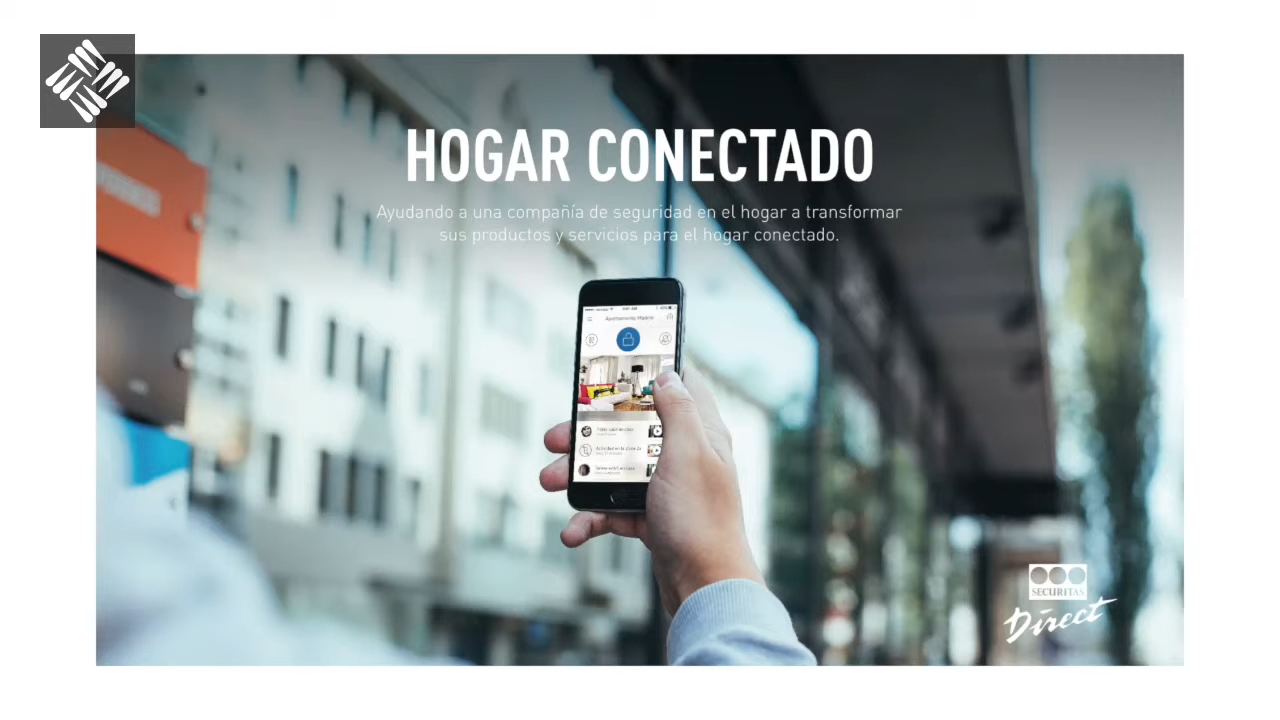 HOGAR CONECTADO
Ayudando a una compañía de seguridad en el hogar a transformar
sus productos y servicios para el hogar conectado.
SECURITAS
Direct